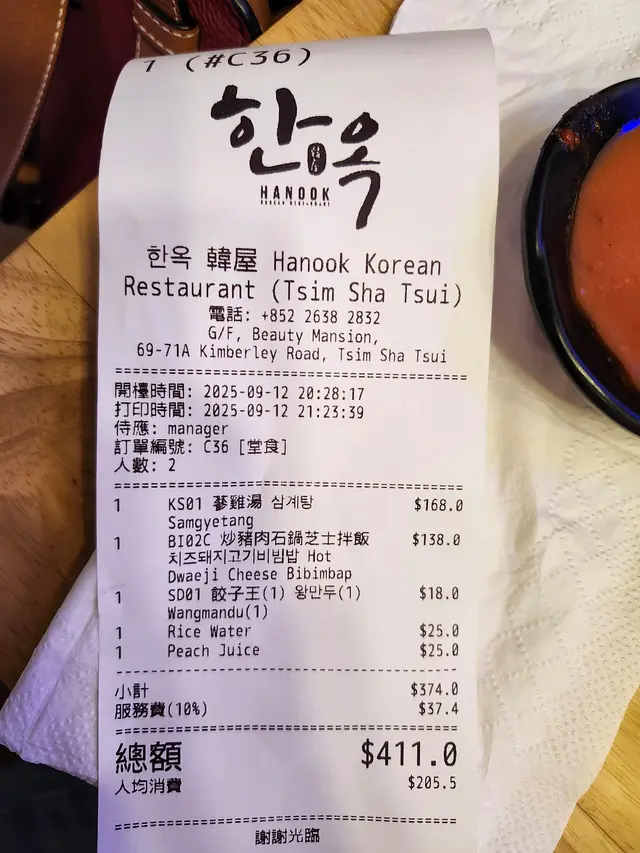 1 (#C36)
한옥
韓屋
HANOOK
KOREAN RESTAURANT
한옥 韓屋 Hanook Korean
Restaurant (Tsim Sha Tsui)
電話: +852 2638 2832
G/F, Beauty Mansion,
69-71A Kimberley Road, Tsim Sha Tsui
開檯時間: 2025-09-12 20:28:17
打印時間: 2025-09-12 21:23:39
侍應: manager
訂單編號: C36 [堂食]
人數: 2
1 KS01 蔘雞湯 삼계탕 $168.0
Samgyetang
1 BI02C 炒豬肉石鍋芝士拌飯 $138.0
치즈돼지고기비빔밥 Hot
Dwaeji Cheese Bibimbap
1 SD01 餃子王(1) 왕만두(1) $18.0
Wangmandu(1)
1 Rice Water $25.0
1 Peach Juice $25.0
小計 $374.0
服務費(10%) $37.4
總額 $411.0
人均消費 $205.5
謝謝光臨